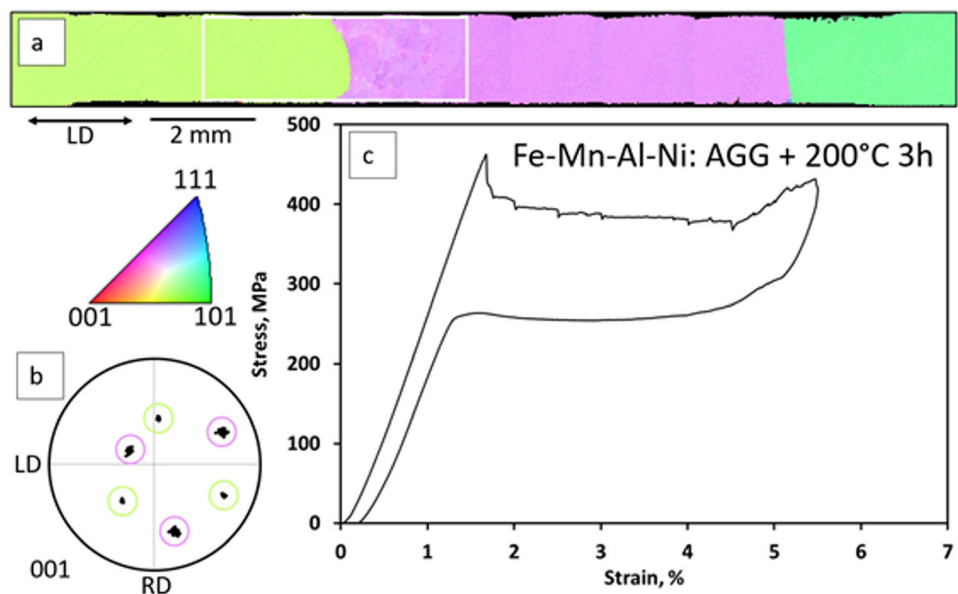 a
LD
2 mm
111
001
101
b
LD
001
RD
c
Fe-Mn-Al-Ni: AGG + 200°C 3h
Stress, MPa
500
400
300
200
100
0
0 1 2 3 4 5 6 7
Strain, %